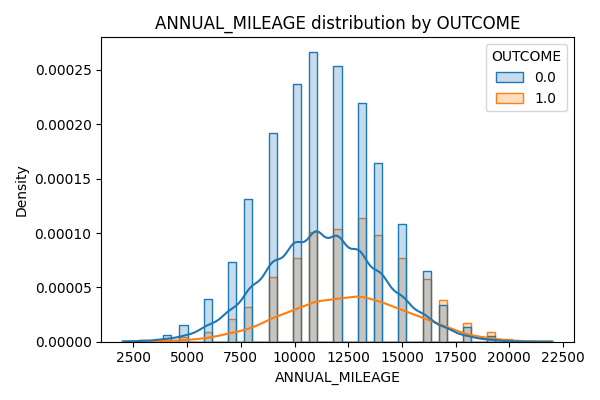 ANNUAL_MILEAGE distribution by OUTCOME
OUTCOME
0.0
1.0
Density
0.00025
0.00020
0.00015
0.00010
0.00005
0.00000
2500 5000 7500 10000 12500 15000 17500 20000 22500
ANNUAL_MILEAGE